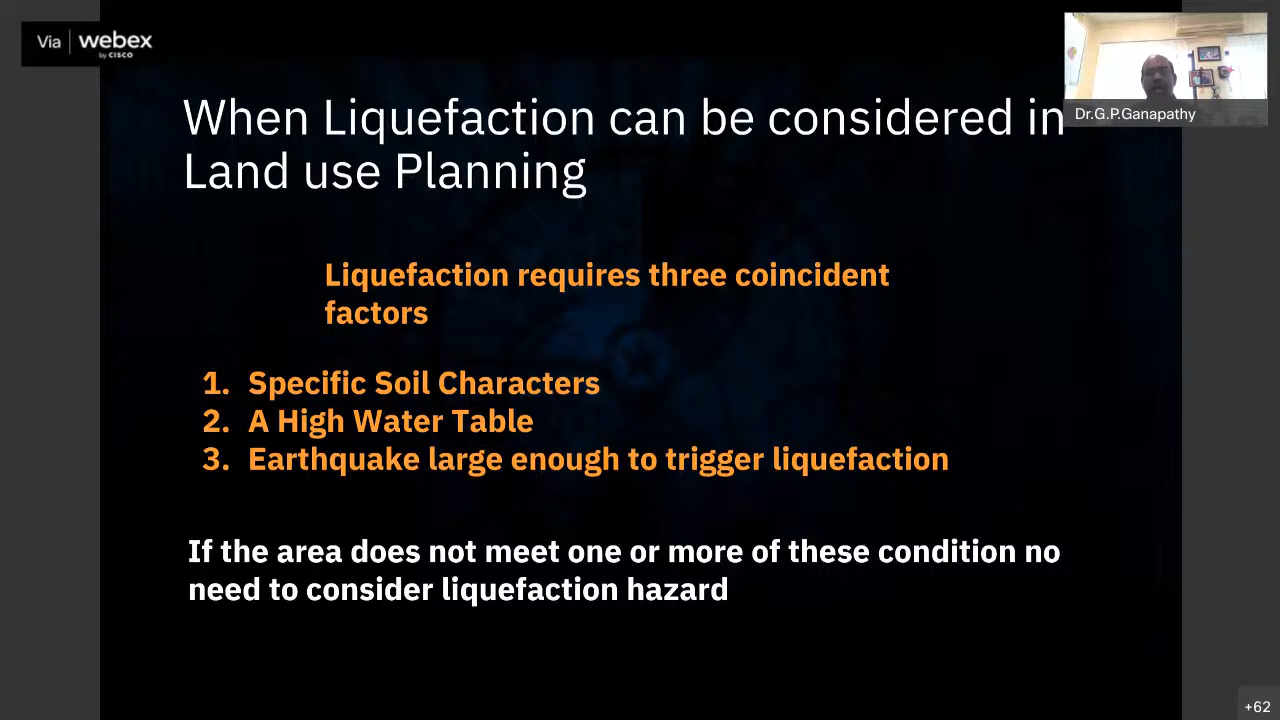 Via webex
by CISCO
Dr.G.P.Ganapathy
When Liquefaction can be considered in
Land use Planning
Liquefaction requires three coincident
factors
1. Specific Soil Characters
2. A High Water Table
3. Earthquake large enough to trigger liquefaction
If the area does not meet one or more of these condition no
need to consider liquefaction hazard
+62